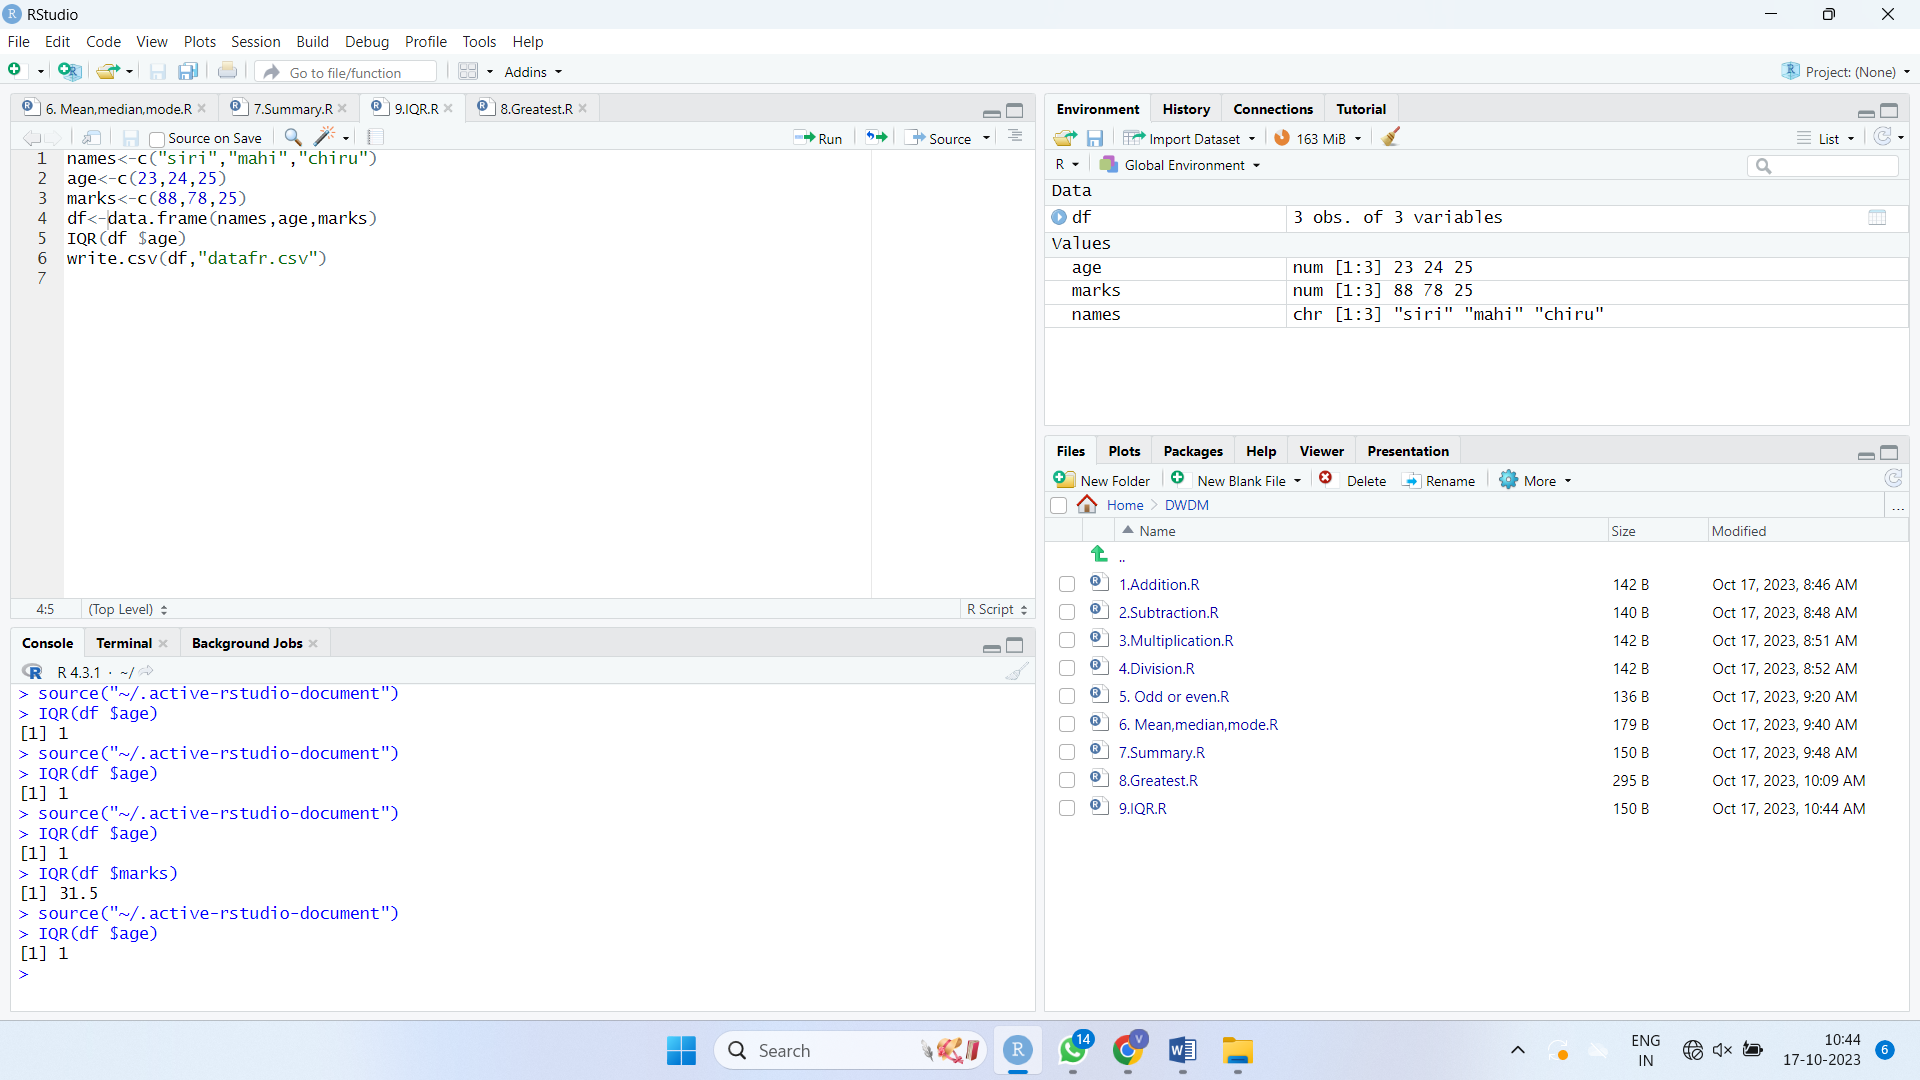 RStudio
File Edit Code View Plots Session Build Debug Profile Tools Help
Go to file/function Addins Project: (None)
6. Mean,median,mode.R 7.Summary.R 9.IQR.R 8.Greatest.R
Source on Save Run Source
1 names<-c("siri","mahi","chiru")
2 age<-c(23,24,25)
3 marks<-c(88,78,25)
4 df<-data.frame(names,age,marks)
5 IQR(df $age)
6 write.csv(df,"datafr.csv")
7
4:5 (Top Level) R Script
Console Terminal Background Jobs
R 4.3.1 · ~/
> source("~/.active-rstudio-document")
> IQR(df $age)
[1] 1
> source("~/.active-rstudio-document")
> IQR(df $age)
[1] 1
> source("~/.active-rstudio-document")
> IQR(df $age)
[1] 1
> IQR(df $marks)
[1] 31.5
> source("~/.active-rstudio-document")
> IQR(df $age)
[1] 1
>
Environment History Connections Tutorial
Import Dataset 163 MiB List
R Global Environment
Data
df 3 obs. of 3 variables
Values
age num [1:3] 23 24 25
marks num [1:3] 88 78 25
names chr [1:3] "siri" "mahi" "chiru"
Files Plots Packages Help Viewer Presentation
New Folder New Blank File Delete Rename More
Home DWDM ...
Name Size Modified
..
1.Addition.R 142 B Oct 17, 2023, 8:46 AM
2.Subtraction.R 140 B Oct 17, 2023, 8:48 AM
3.Multiplication.R 142 B Oct 17, 2023, 8:51 AM
4.Division.R 142 B Oct 17, 2023, 8:52 AM
5. Odd or even.R 136 B Oct 17, 2023, 9:20 AM
6. Mean,median,mode.R 179 B Oct 17, 2023, 9:40 AM
7.Summary.R 150 B Oct 17, 2023, 9:48 AM
8.Greatest.R 295 B Oct 17, 2023, 10:09 AM
9.IQR.R 150 B Oct 17, 2023, 10:44 AM
Search 14 V ENG 10:44
IN 17-10-2023 6